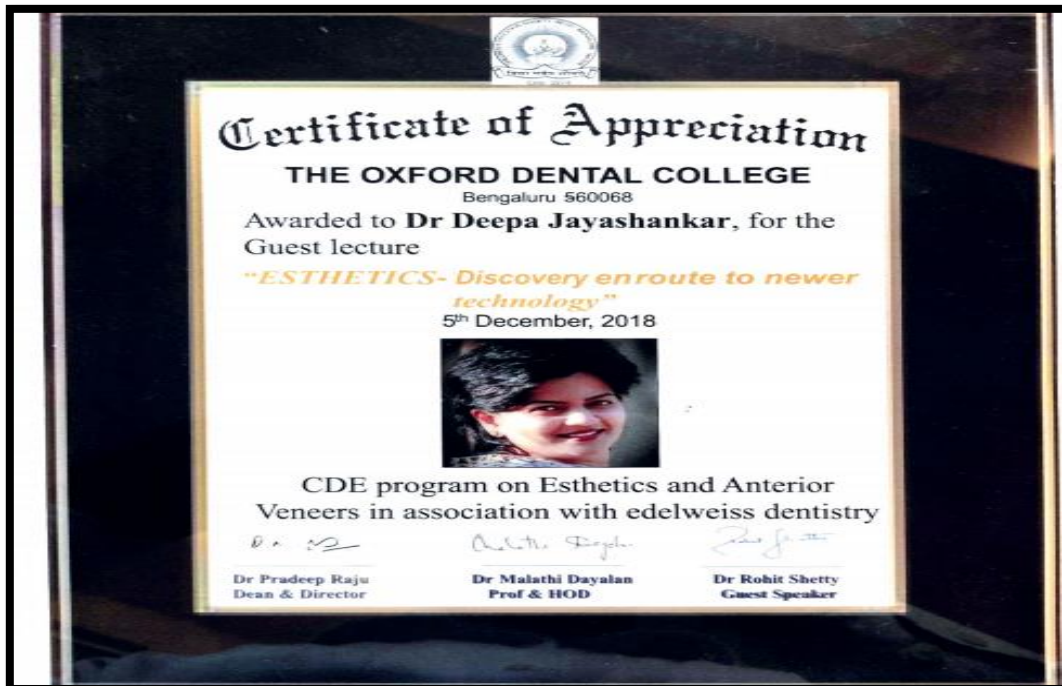 Certificate of Appreciation
THE OXFORD DENTAL COLLEGE
Bengaluru 560068
Awarded to Dr Deepa Jayashankar, for the
Guest lecture
“ESTHETICS- Discovery enroute to newer
technology”
5th December, 2018
CDE program on Esthetics and Anterior
Veneers in association with edelweiss dentistry
Dr Pradeep Raju
Dean & Director
Dr Malathi Dayalan
Prof & HOD
Dr Rohit Shetty
Guest Speaker